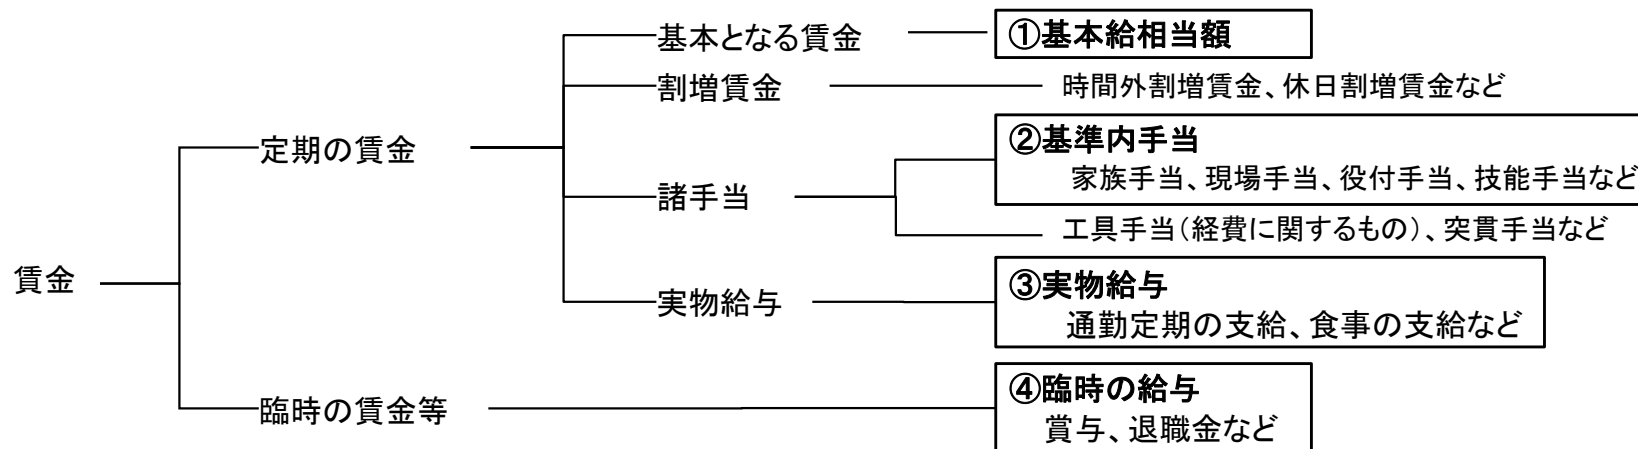 基本となる賃金
①基本給相当額
割増賃金
時間外割増賃金、休日割増賃金など
定期の賃金
②基準内手当
家族手当、現場手当、役付手当、技能手当など
諸手当
工具手当（経費に関するもの）、突貫手当など
賃金
③実物給与
実物給与
通勤定期の支給、食事の支給など
④臨時の給与
臨時の賃金等
賞与、退職金など